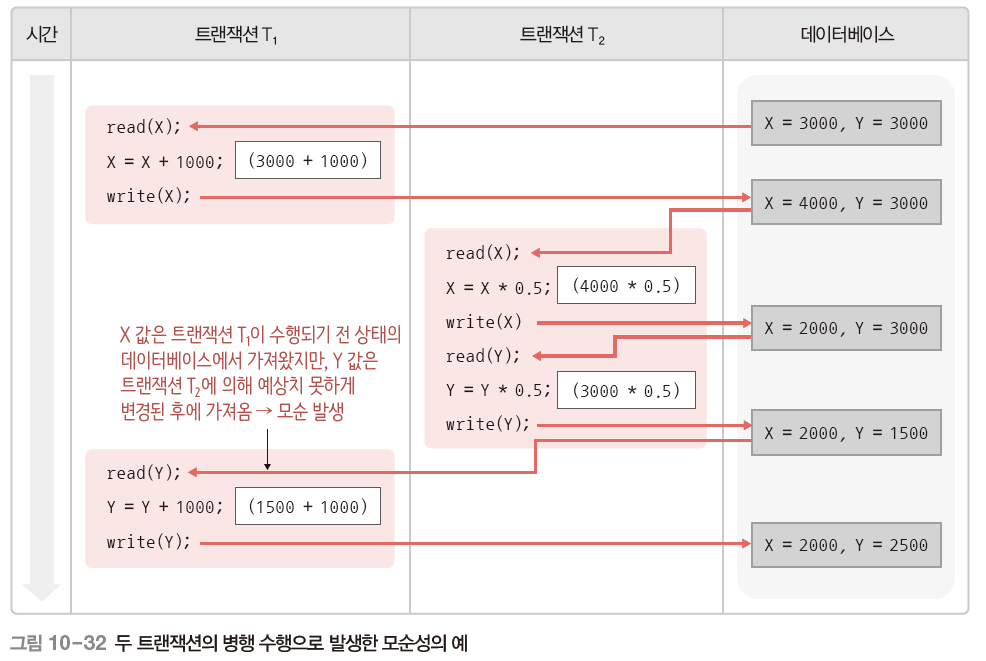 시간 트랜잭션 T₁ 트랜잭션 T₂ 데이터베이스
X = 3000, Y = 3000
read(X);
X = X + 1000; (3000 + 1000)
write(X);
X = 4000, Y = 3000
read(X);
X = X * 0.5; (4000 * 0.5)
write(X)
X = 2000, Y = 3000
read(Y);
Y = Y * 0.5; (3000 * 0.5)
write(Y);
X = 2000, Y = 1500
X 값은 트랜잭션 T₁이 수행되기 전 상태의
데이터베이스에서 가져왔지만, Y 값은
트랜잭션 T₂에 의해 예상치 못하게
변경된 후에 가져옴 → 모순 발생
read(Y);
Y = Y + 1000; (1500 + 1000)
write(Y);
X = 2000, Y = 2500
그림 10-32 두 트랜잭션의 병행 수행으로 발생한 모순성의 예